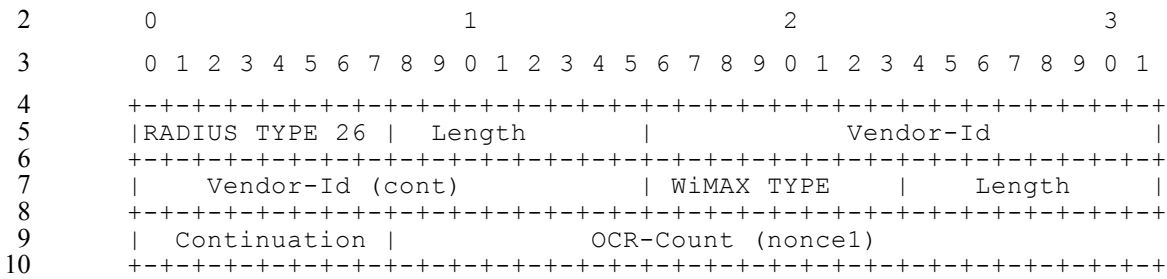 2 0 1 2 3
3 0 1 2 3 4 5 6 7 8 9 0 1 2 3 4 5 6 7 8 9 0 1 2 3 4 5 6 7 8 9 0 1
4 +-+-+-+-+-+-+-+-+-+-+-+-+-+-+-+-+-+-+-+-+-+-+-+-+-+-+-+-+-+-+-+-+
5 |RADIUS TYPE 26 | Length | Vendor-Id |
6 +-+-+-+-+-+-+-+-+-+-+-+-+-+-+-+-+-+-+-+-+-+-+-+-+-+-+-+-+-+-+-+-+
7 | Vendor-Id (cont) | WiMAX TYPE | Length |
8 +-+-+-+-+-+-+-+-+-+-+-+-+-+-+-+-+-+-+-+-+-+-+-+-+-+-+-+-+-+-+-+-+
9 | Continuation | OCR-Count (nonce1)
10 +-+-+-+-+-+-+-+-+-+-+-+-+-+-+-+-+-+-+-+-+-+-+-+-+-+-+-+-+-+-+-+-+